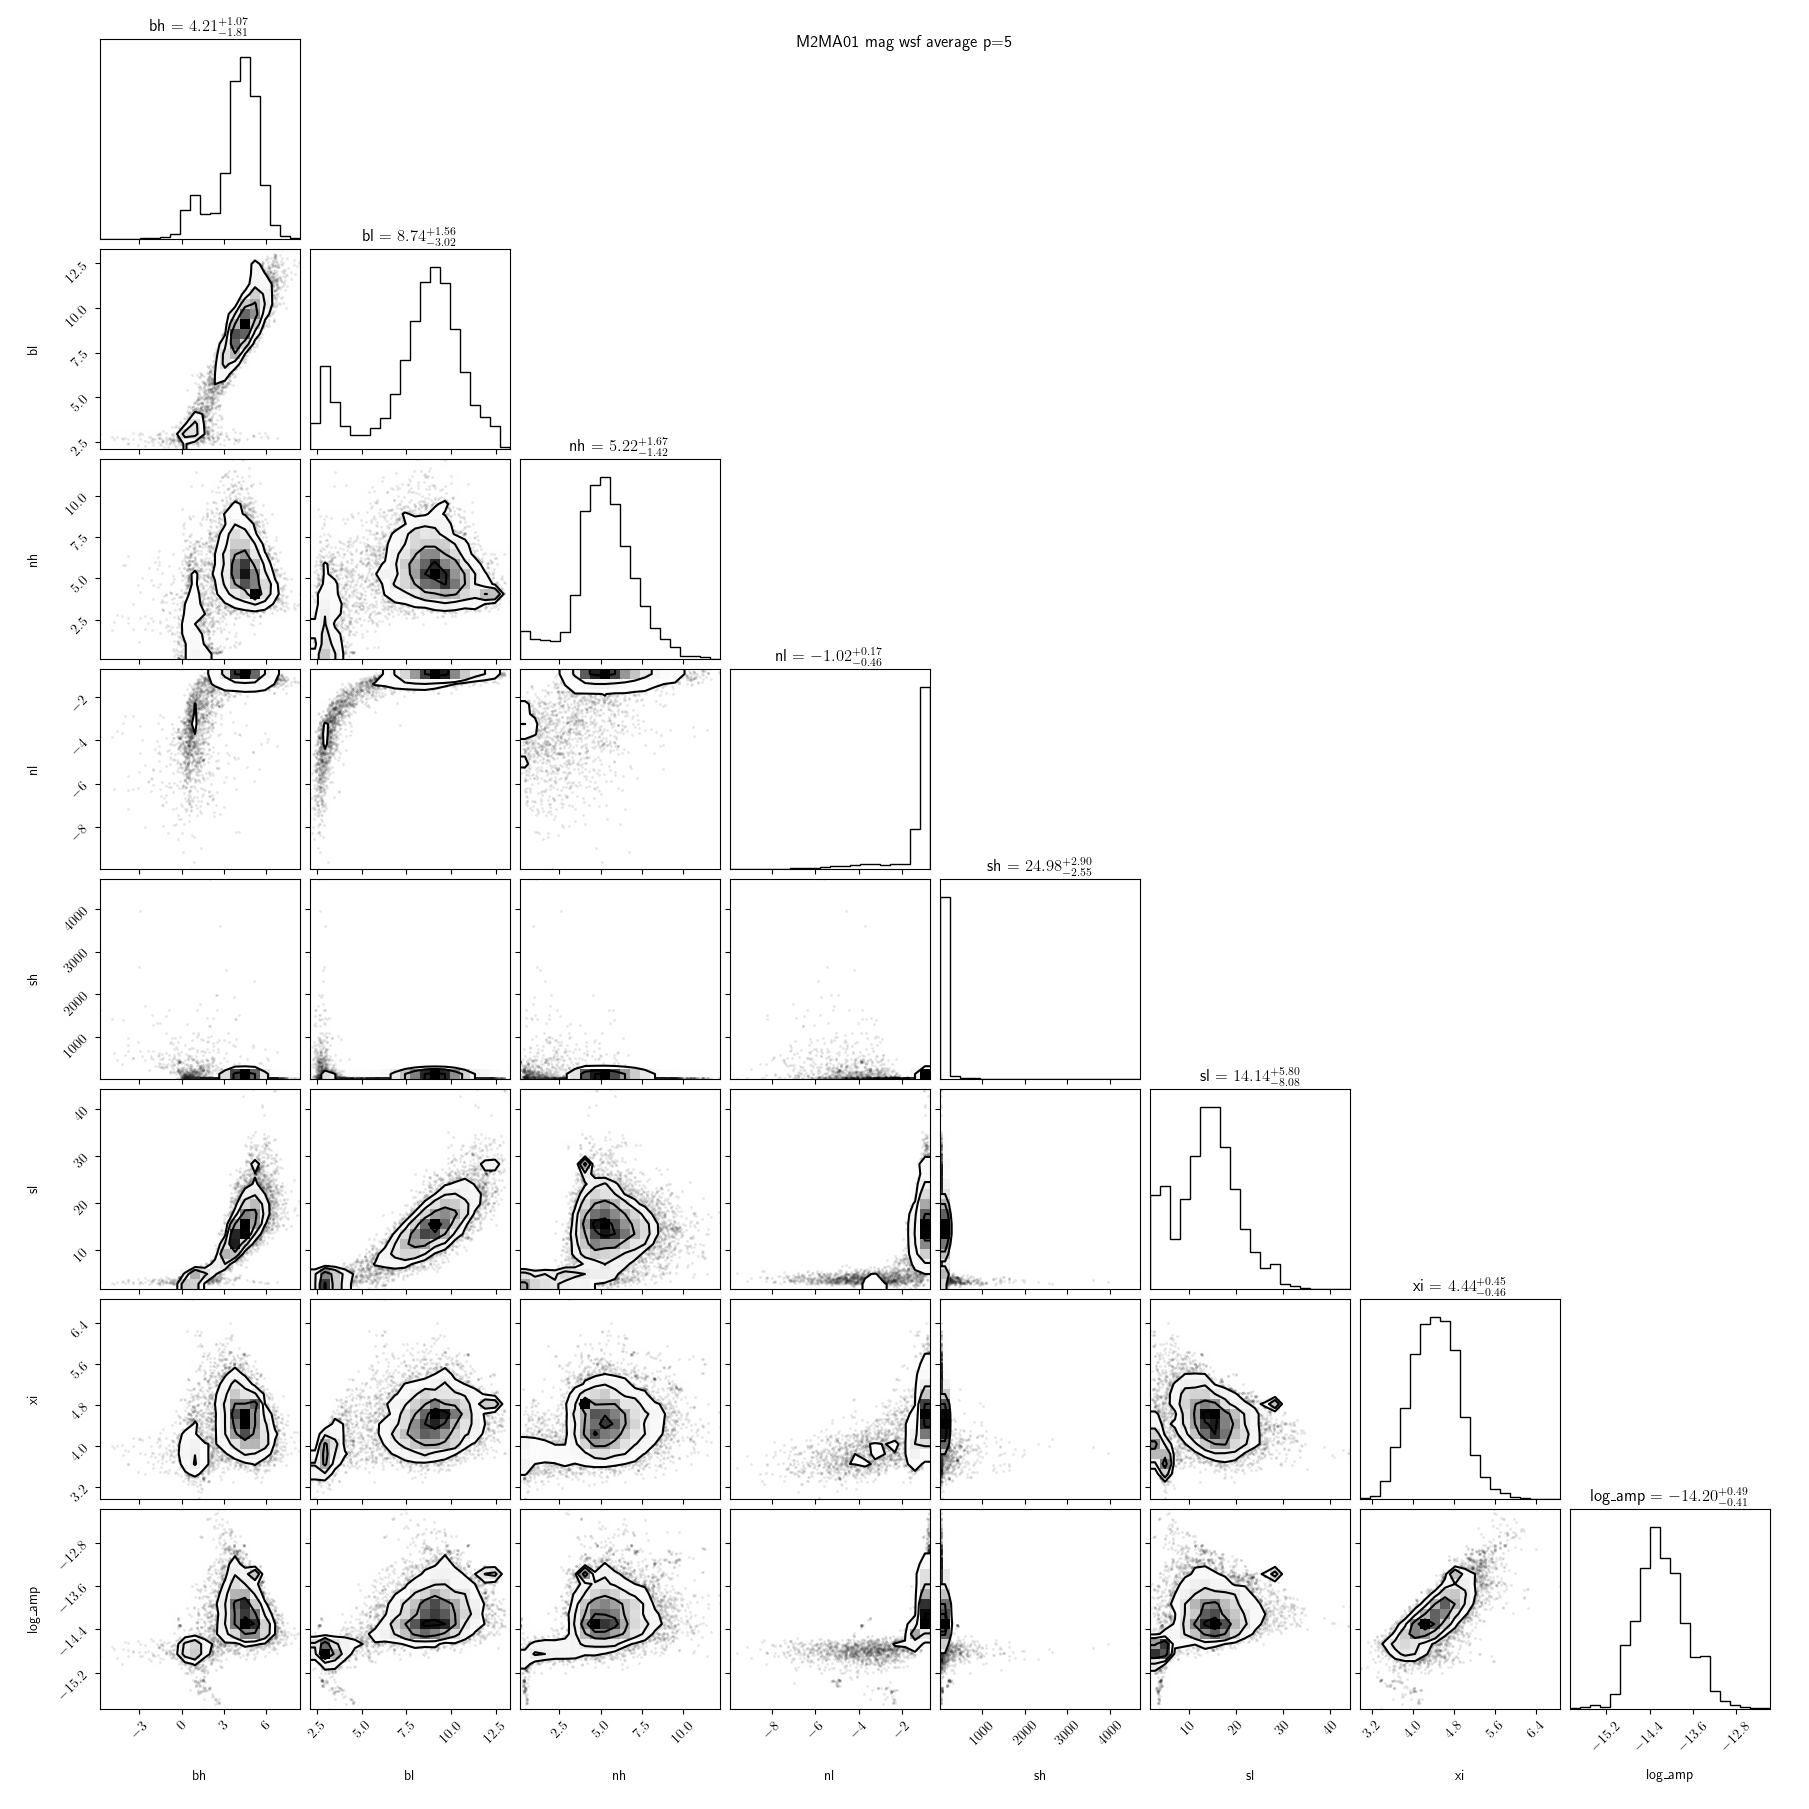 bh = 4.21 +1.07 −1.81
M2MA01 mag wsf average p=5
bl = 8.74 +1.56 −3.02
12.5
10.0
7.5
5.0
2.5
bl
nh = 5.22 +1.67 −1.42
10.0
7.5
5.0
2.5
nh
nl = −1.02 +0.17 −0.46
−2
−4
−6
−8
nl
sh = 24.98 +2.90 −2.55
4000
3000
2000
1000
sh
sl = 14.14 +5.80 −8.08
40
30
20
10
sl
xi = 4.44 +0.45 −0.46
6.4
5.6
4.8
4.0
3.2
xi
log_amp = −14.20 +0.49 −0.41
−12.8
−13.6
−14.4
−15.2
log_amp
−3 0 3 6
2.5 5.0 7.5 10.0 12.5
2.5 5.0 7.5 10.0
−8 −6 −4 −2
1000 2000 3000 4000
10 20 30 40
3.2 4.0 4.8 5.6 6.4
−15.2 −14.4 −13.6 −12.8
bh bl nh nl sh sl xi log_amp